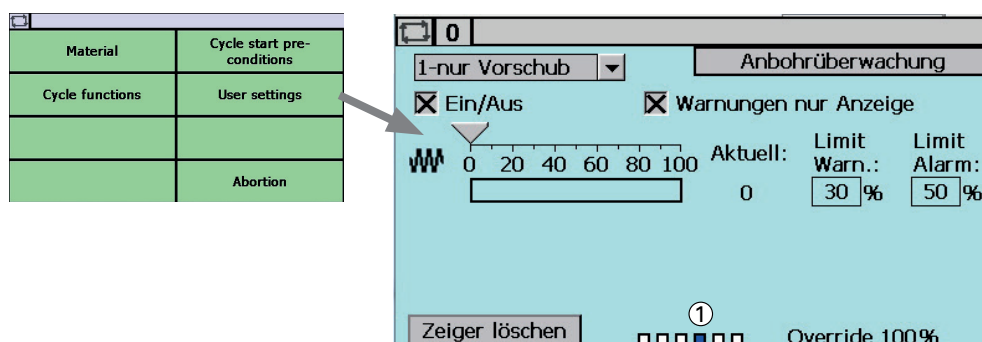 Material
Cycle start pre-
conditions
Cycle functions
User settings
Abortion
0
1-nur Vorschub
Anbohrüberwachung
Ein/Aus
Warnungen nur Anzeige
0 20 40 60 80 100
Aktuell:
0
Limit
Warn.:
30 %
Limit
Alarm:
50 %
Zeiger löschen
1
Override 100%